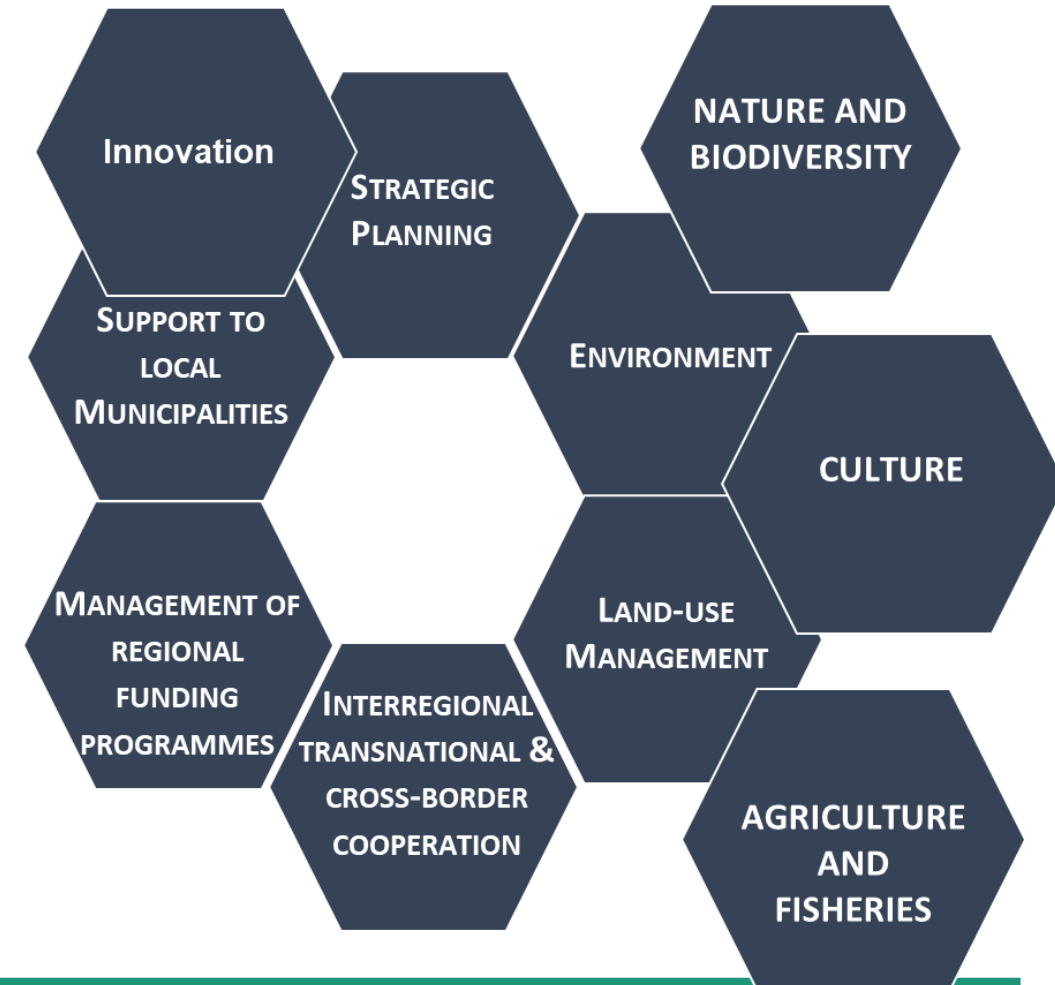 Innovation
STRATEGIC
PLANNING
NATURE AND
BIODIVERSITY
SUPPORT TO
LOCAL
MUNICIPALITIES
ENVIRONMENT
CULTURE
MANAGEMENT OF
REGIONAL
FUNDING
PROGRAMMES
LAND-USE
MANAGEMENT
INTERREGIONAL
TRANSNATIONAL &
CROSS-BORDER
COOPERATION
AGRICULTURE
AND
FISHERIES